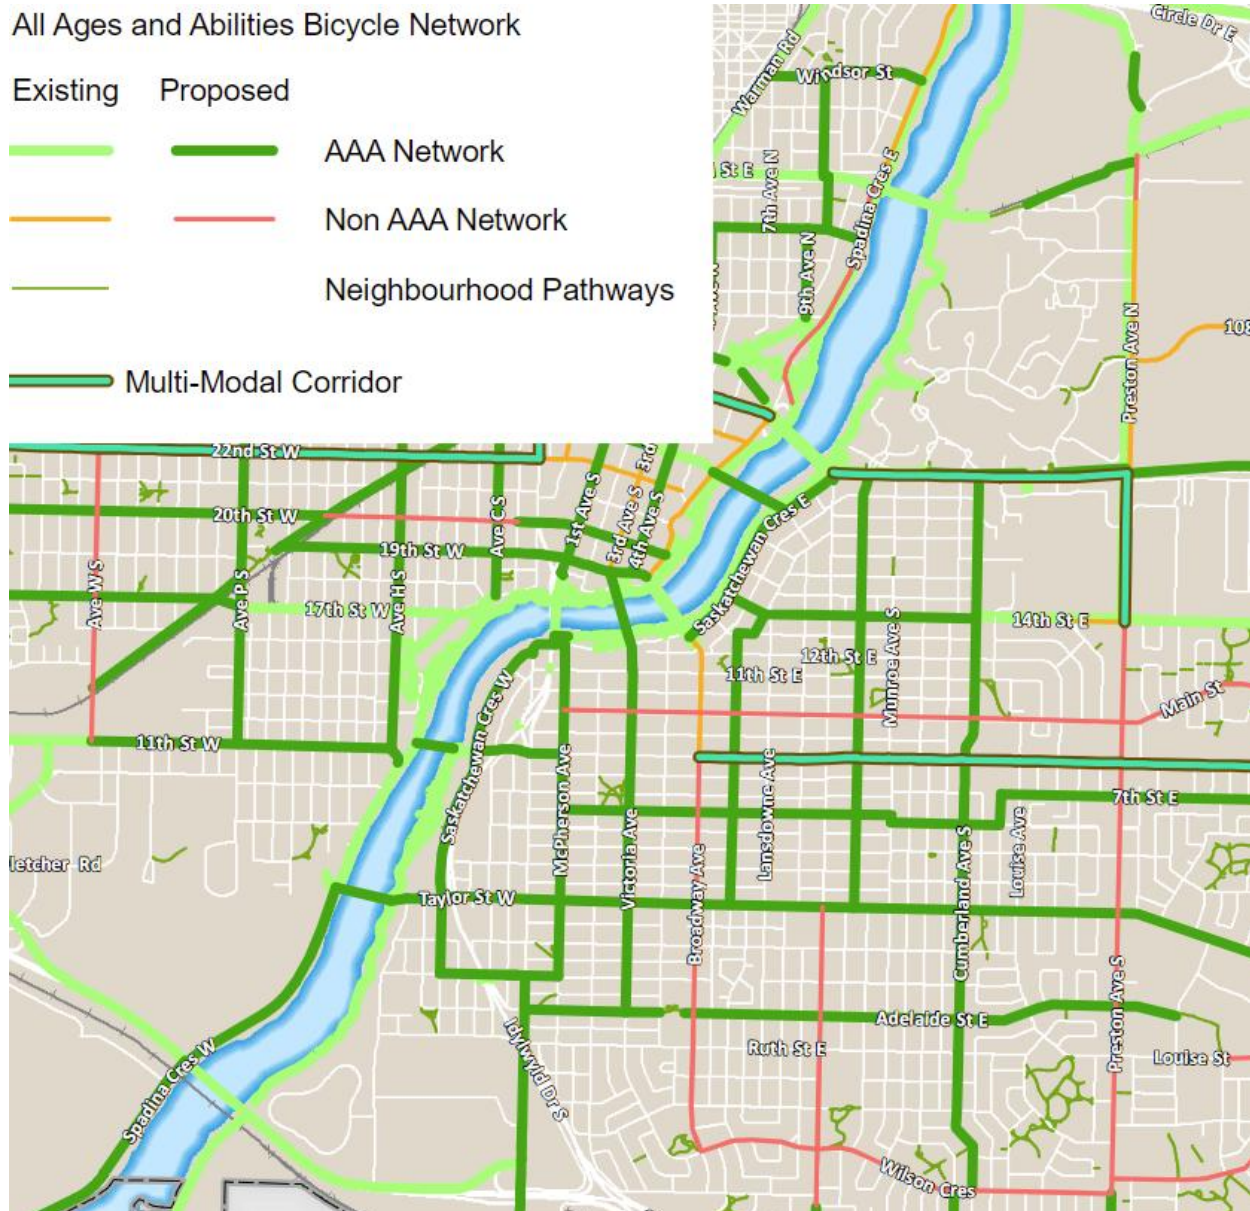 All Ages and Abilities Bicycle Network
Existing Proposed
AAA Network
Non AAA Network
Neighbourhood Pathways
Multi-Modal Corridor
Circle Dr E
Warman Rd
Windsor St
St E
7th Ave N
Spadina Cres E
9th Ave N
Preston Ave N
108
22nd St W
3rd
1st Ave S
Ave C S
20th St W
3rd Ave S
4th Ave S
19th St W
Saskatchewan Cres E
Ave W S
Ave P S
Ave H S
17th St W
14th St E
12th St E
11th St E
Munroe Ave S
Main St
11th St W
Saskatchewan Cres W
McPherson Ave
Lansdowne Ave
7th St E
Victoria Ave
Broadway Ave
Cumberland Ave S
Louise Ave
letcher Rd
Taylor St W
Preston Ave S
Adelaide St E
Ruth St E
Louise St
Idylwyld Dr S
Spadina Cres W
Wilson Cres